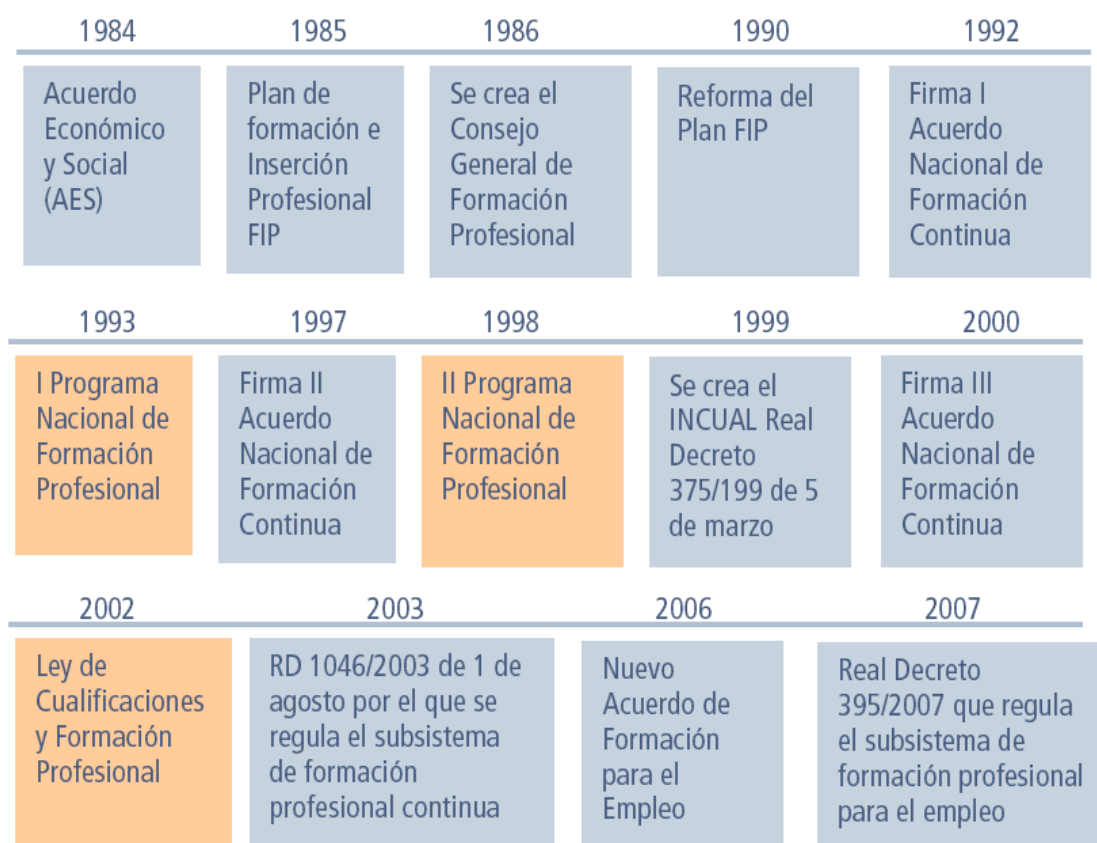 1984
1985
1986
1990
1992
Acuerdo
Económico
y Social
(AES)
Plan de
formación e
Inserción
Profesional
FIP
Se crea el
Consejo
General de
Formación
Profesional
Reforma del
Plan FIP
Firma I
Acuerdo
Nacional de
Formación
Continua
1993
1997
1998
1999
2000
I Programa
Nacional de
Formación
Profesional
Firma II
Acuerdo
Nacional de
Formación
Continua
II Programa
Nacional de
Formación
Profesional
Se crea el
INCUAL Real
Decreto
375/199 de 5
de marzo
Firma III
Acuerdo
Nacional de
Formación
Continua
2002
2003
2006
2007
Ley de
Cualificaciones
y Formación
Profesional
RD 1046/2003 de 1 de
agosto por el que se
regula el subsistema
de formación
profesional continua
Nuevo
Acuerdo de
Formación
para el
Empleo
Real Decreto
395/2007 que regula
el subsistema de
formación profesional
para el empleo